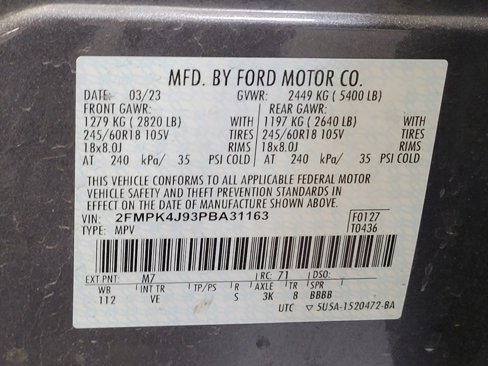 MFD. BY FORD MOTOR CO.
DATE: 03/23 GVWR: 2449 KG ( 5400 LB)
FRONT GAWR: REAR GAWR:
1279 KG ( 2820 LB) WITH 1197 KG ( 2640 LB) WITH
245/60R18 105V TIRES 245/60R18 105V TIRES
18x8.0J RIMS 18x8.0J RIMS
AT 240 kPa/ 35 PSI COLD AT 240 kPa/ 35 PSI COLD
THIS VEHICLE CONFORMS TO ALL APPLICABLE FEDERAL MOTOR
VEHICLE SAFETY AND THEFT PREVENTION STANDARDS IN
EFFECT ON THE DATE OF MANUFACTURE SHOWN ABOVE.
VIN: 2FMPK4J93PBA31163 F0127
TYPE: MPV T0436
EXT PNT: M7 RC: 71 DSO:
WB INT TR TP/PS R AXLE TR SPR
112 VE S 3K 8 BBBB
UTC ▽ 5U5A-1520472-BA